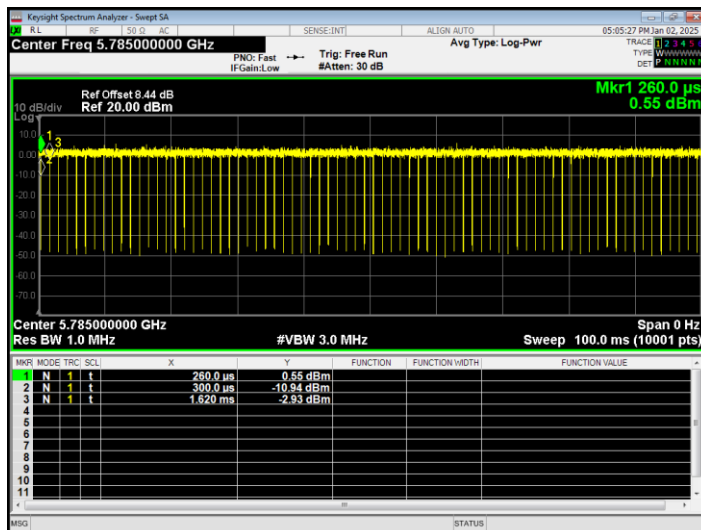 Keysight Spectrum Analyzer - Swept SA
RL RF 50 Ω AC SENSE:INT ALIGN AUTO 05:05:27 PM Jan 02, 2025
Center Freq 5.785000000 GHz
PNO: Fast
IFGain:Low
Trig: Free Run
#Atten: 30 dB
Avg Type: Log-Pwr
TRACE 1 2 3 4 5 6
TYPE W
DET P N N N N N
Mkr1 260.0 µs
0.55 dBm
Ref Offset 8.44 dB
10 dB/div Ref 20.00 dBm
Log
10.0
0.00
-10.0
-20.0
-30.0
-40.0
-50.0
-60.0
-70.0
1
2
3
Center 5.785000000 GHz Span 0 Hz
Res BW 1.0 MHz #VBW 3.0 MHz Sweep 100.0 ms (10001 pts)
MKR MODE TRC SCL X Y FUNCTION FUNCTION WIDTH FUNCTION VALUE
1 N 1 t 260.0 µs 0.55 dBm
2 N 1 t 300.0 µs -10.94 dBm
3 N 1 t 1.620 ms -2.93 dBm
4
5
6
7
8
9
10
11
MSG STATUS